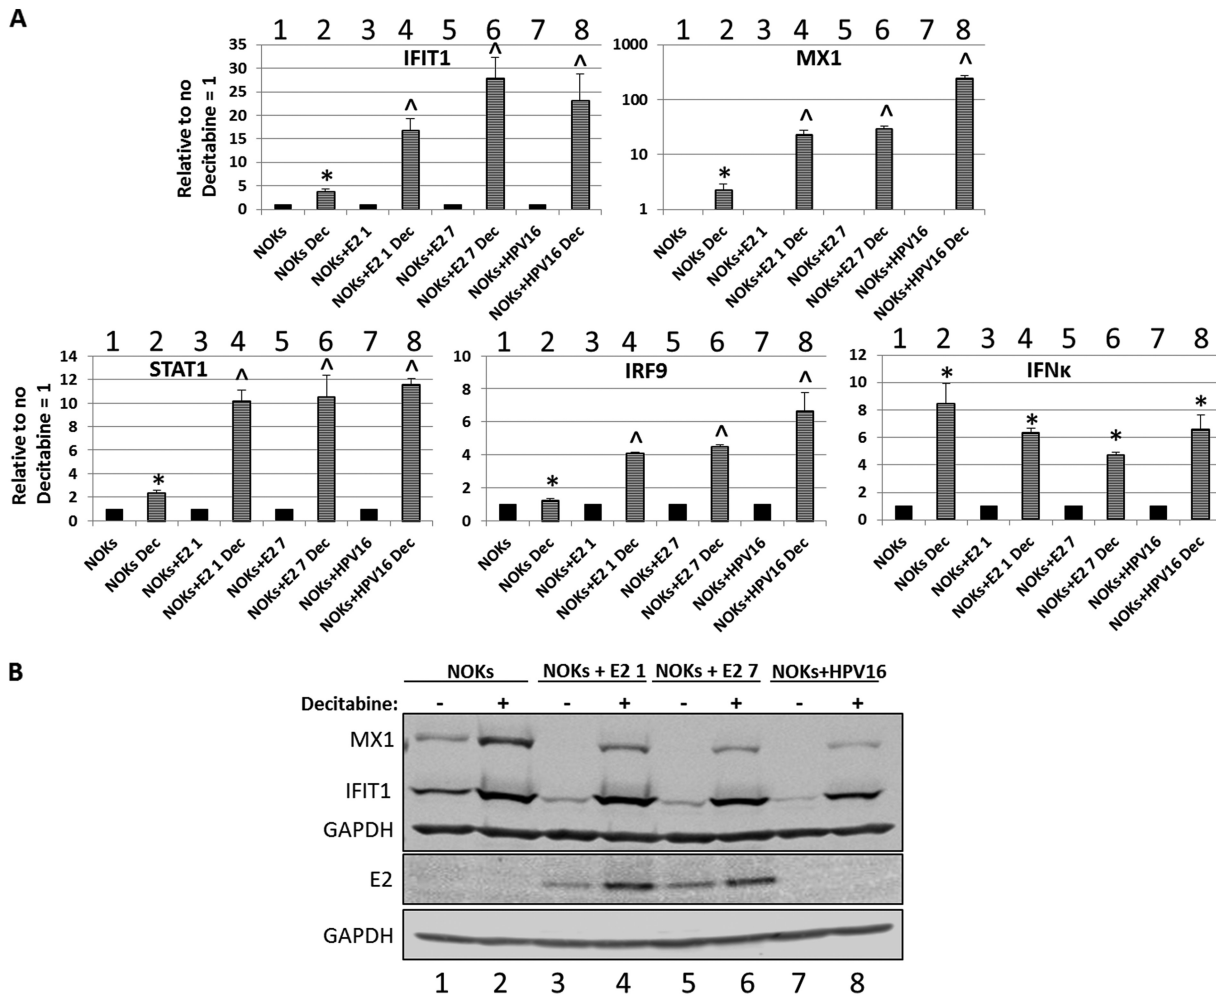 A
1 2 3 4 5 6 7 8
1 2 3 4 5 6 7 8
IFIT1
MX1
Relative to no
Decitabine = 1
35
30
25
20
15
10
5
0
* ^ ^ ^
NOKs
NOKs Dec
NOKs+E2 1
NOKs+E2 1 Dec
NOKs+E2 7
NOKs+E2 7 Dec
NOKs+HPV16
NOKs+HPV16 Dec
1000
100
10
1
* ^ ^ ^
NOKs
NOKs Dec
NOKs+E2 1
NOKs+E2 1 Dec
NOKs+E2 7
NOKs+E2 7 Dec
NOKs+HPV16
NOKs+HPV16 Dec
1 2 3 4 5 6 7 8
STAT1
Relative to no
Decitabine = 1
14
12
10
8
6
4
2
0
* ^ ^ ^
NOKs
NOKs Dec
NOKs+E2 1
NOKs+E2 1 Dec
NOKs+E2 7
NOKs+E2 7 Dec
NOKs+HPV16
NOKs+HPV16 Dec
1 2 3 4 5 6 7 8
IRF9
10
8
6
4
2
0
* ^ ^ ^
NOKs
NOKs Dec
NOKs+E2 1
NOKs+E2 1 Dec
NOKs+E2 7
NOKs+E2 7 Dec
NOKs+HPV16
NOKs+HPV16 Dec
1 2 3 4 5 6 7 8
IFNκ
12
10
8
6
4
2
0
* * * *
NOKs
NOKs Dec
NOKs+E2 1
NOKs+E2 1 Dec
NOKs+E2 7
NOKs+E2 7 Dec
NOKs+HPV16
NOKs+HPV16 Dec
B
NOKs NOKs + E2 1 NOKs + E2 7 NOKs+HPV16
Decitabine: - + - + - + - +
MX1
IFIT1
GAPDH
E2
GAPDH
1 2 3 4 5 6 7 8